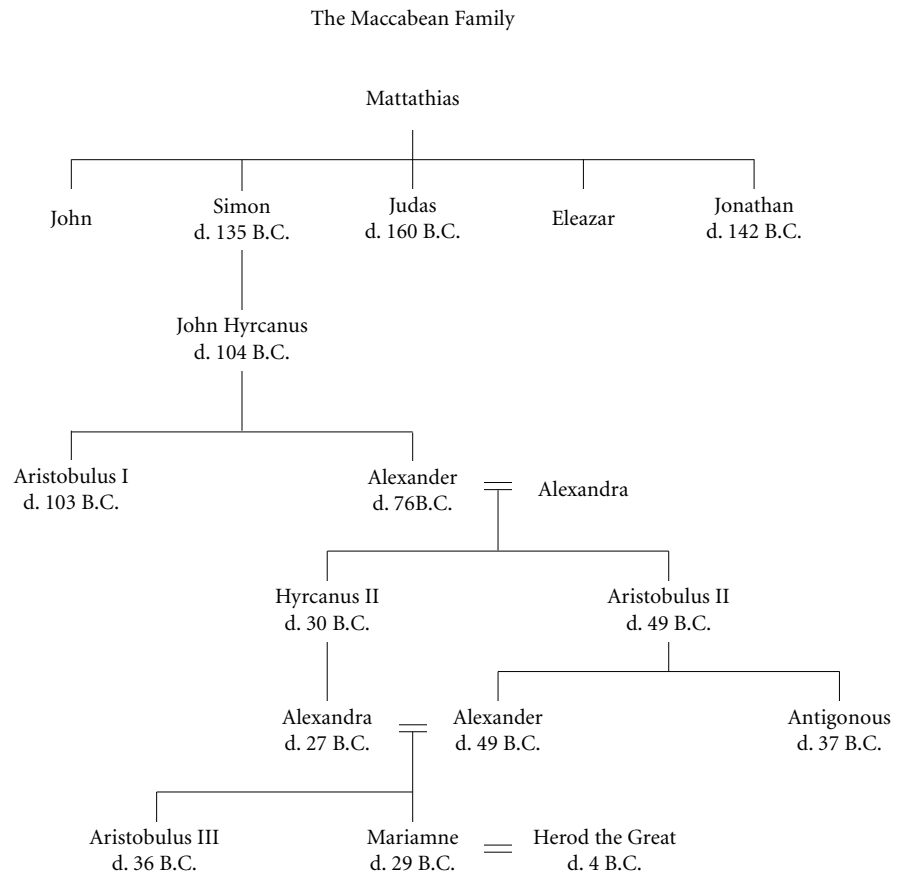 The Maccabean Family
Mattathias
John
Simon
d. 135 B.C.
Judas
d. 160 B.C.
Eleazar
Jonathan
d. 142 B.C.
John Hyrcanus
d. 104 B.C.
Aristobulus I
d. 103 B.C.
Alexander
d. 76B.C.
Alexandra
Hyrcanus II
d. 30 B.C.
Aristobulus II
d. 49 B.C.
Alexandra
d. 27 B.C.
Alexander
d. 49 B.C.
Antigonous
d. 37 B.C.
Aristobulus III
d. 36 B.C.
Mariamne
d. 29 B.C.
Herod the Great
d. 4 B.C.